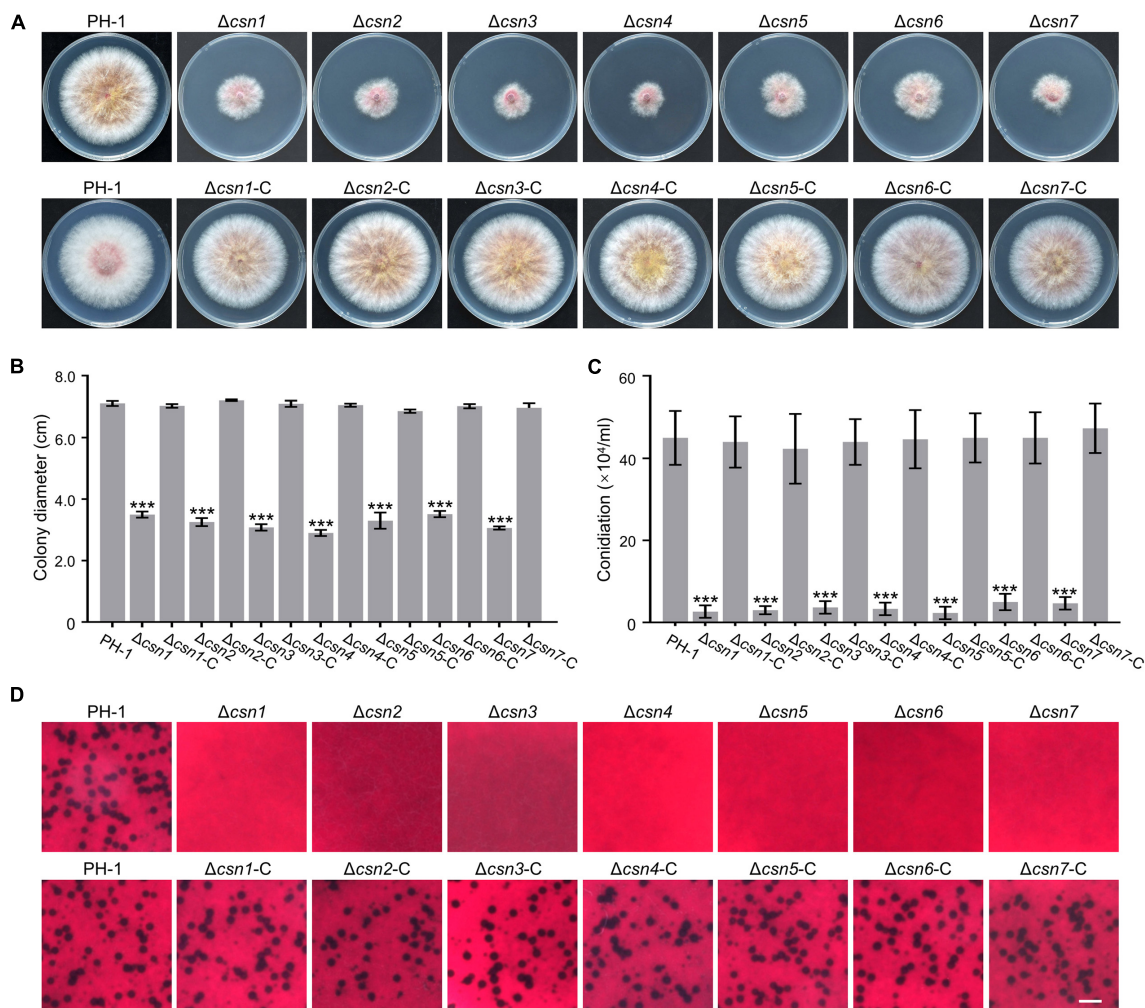 A
PH-1 Δcsn1 Δcsn2 Δcsn3 Δcsn4 Δcsn5 Δcsn6 Δcsn7
PH-1 Δcsn1-C Δcsn2-C Δcsn3-C Δcsn4-C Δcsn5-C Δcsn6-C Δcsn7-C
B
Colony diameter (cm)
8.0
6.0
4.0
2.0
0
*** *** *** *** *** *** ***
PH-1 Δcsn1 Δcsn1-C Δcsn2 Δcsn2-C Δcsn3 Δcsn3-C Δcsn4 Δcsn4-C Δcsn5 Δcsn5-C Δcsn6 Δcsn6-C Δcsn7 Δcsn7-C
C
Conidiation (×10⁴/ml)
60
40
20
0
*** *** *** *** *** *** ***
PH-1 Δcsn1 Δcsn1-C Δcsn2 Δcsn2-C Δcsn3 Δcsn3-C Δcsn4 Δcsn4-C Δcsn5 Δcsn5-C Δcsn6 Δcsn6-C Δcsn7 Δcsn7-C
D
PH-1 Δcsn1 Δcsn2 Δcsn3 Δcsn4 Δcsn5 Δcsn6 Δcsn7
PH-1 Δcsn1-C Δcsn2-C Δcsn3-C Δcsn4-C Δcsn5-C Δcsn6-C Δcsn7-C